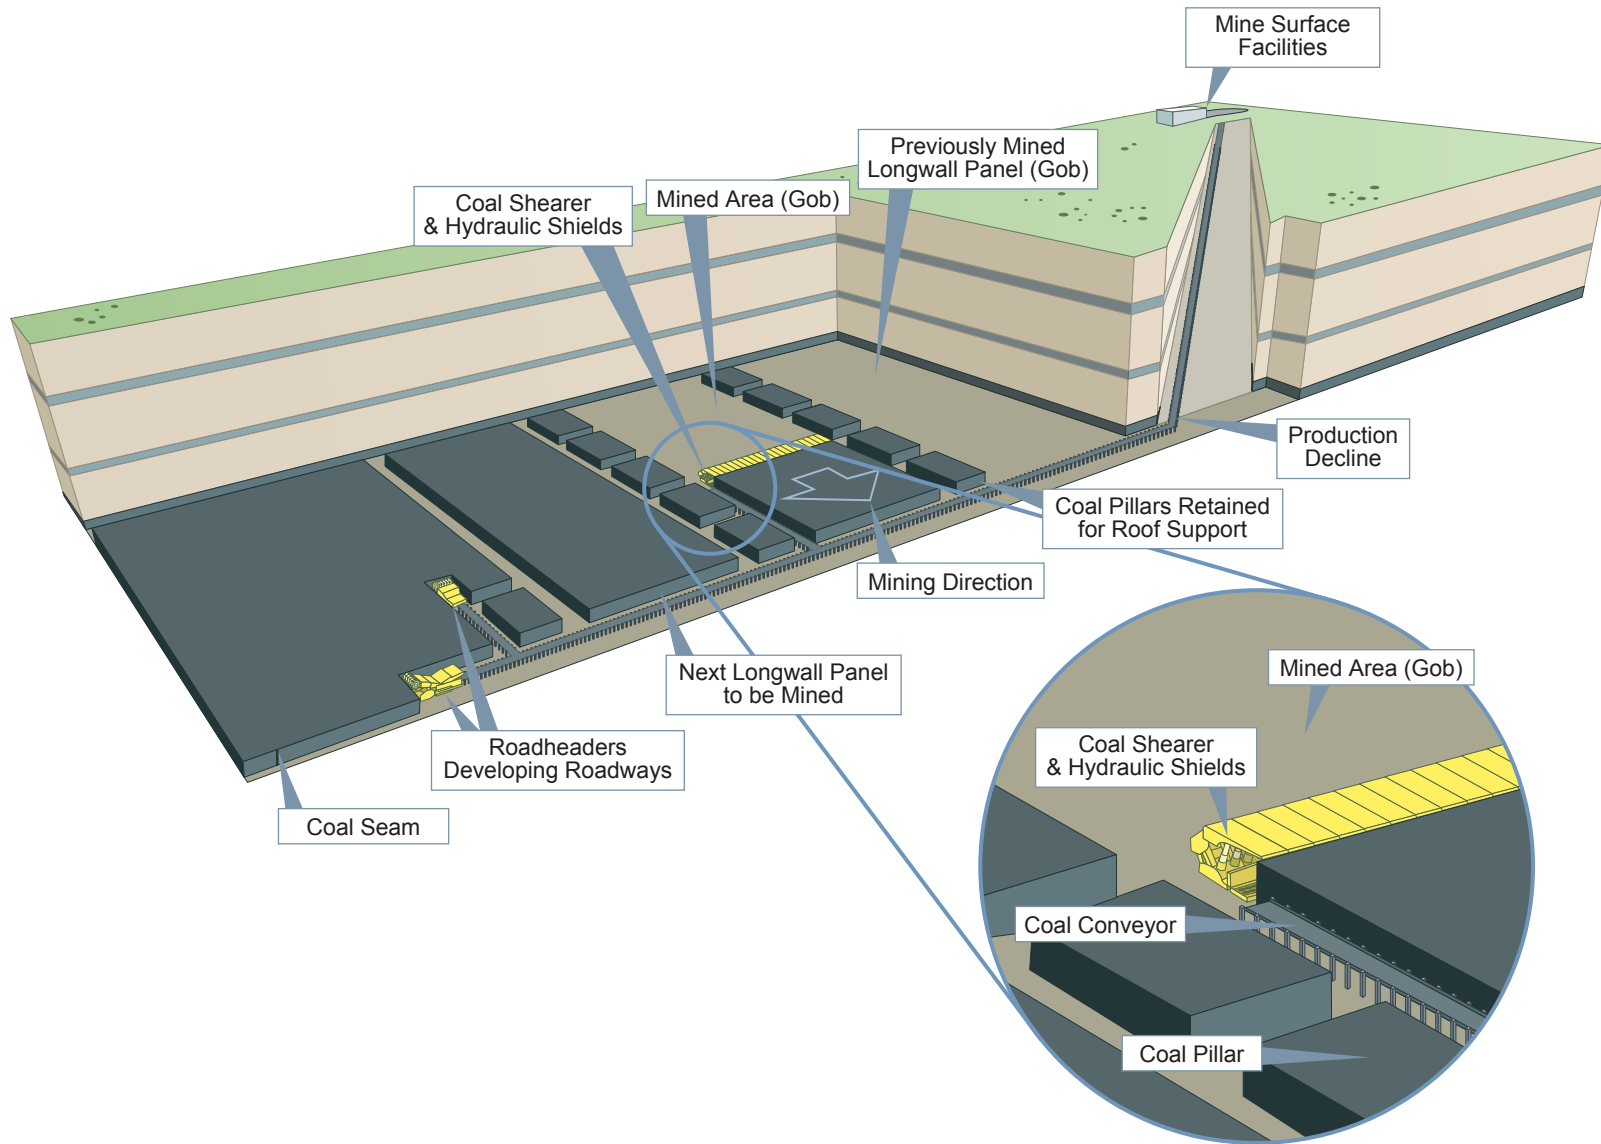 Mine Surface
Facilities
Previously Mined
Longwall Panel (Gob)
Mined Area (Gob)
Coal Shearer
& Hydraulic Shields
Production
Decline
Coal Pillars Retained
for Roof Support
Mining Direction
Next Longwall Panel
to be Mined
Roadheaders
Developing Roadways
Coal Seam
Mined Area (Gob)
Coal Shearer
& Hydraulic Shields
Coal Conveyor
Coal Pillar